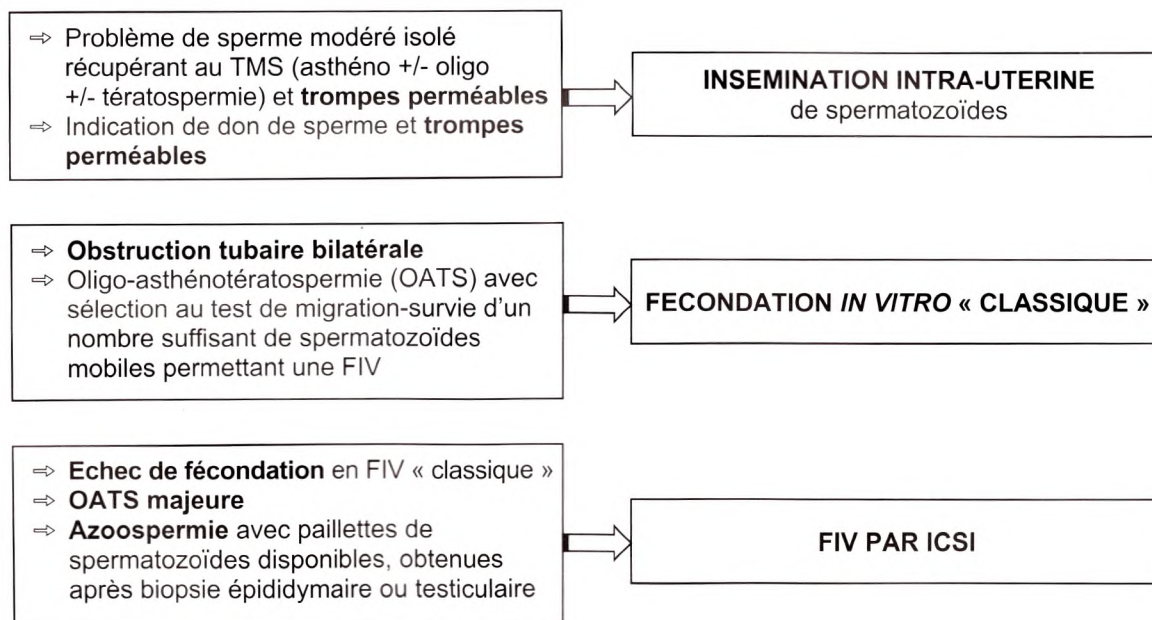 ⇨ Problème de sperme modéré isolé
récupérant au TMS (asthéno +/- oligo
+/- tératospermie) et trompes perméables
⇨ Indication de don de sperme et trompes
perméables
INSEMINATION INTRA-UTERINE
de spermatozoïdes
⇨ Obstruction tubaire bilatérale
⇨ Oligo-asthénotératospermie (OATS) avec
sélection au test de migration-survie d'un
nombre suffisant de spermatozoïdes
mobiles permettant une FIV
FECONDATION IN VITRO « CLASSIQUE »
⇨ Echec de fécondation en FIV « classique »
⇨ OATS majeure
⇨ Azoospermie avec paillettes de
spermatozoïdes disponibles, obtenues
après biopsie épididymaire ou testiculaire
FIV PAR ICSI